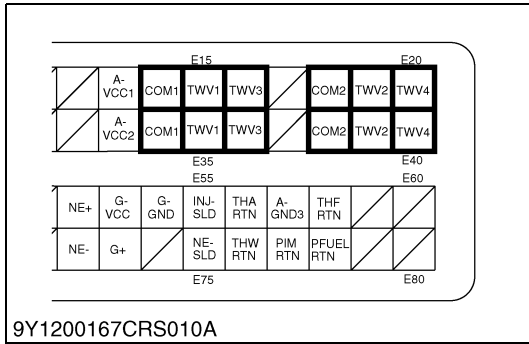 E15 E20
A-VCC1 COM1 TWV1 TWV3 COM2 TWV2 TWV4
A-VCC2 COM1 TWV1 TWV3 COM2 TWV2 TWV4
E35 E40
E55 E60
NE+ G-VCC G-GND INJ-SLD THA RTN A-GND3 THF RTN
NE- G+ NE-SLD THW RTN PIM RTN PFUEL RTN
E75 E80
9Y1200167CRS010A